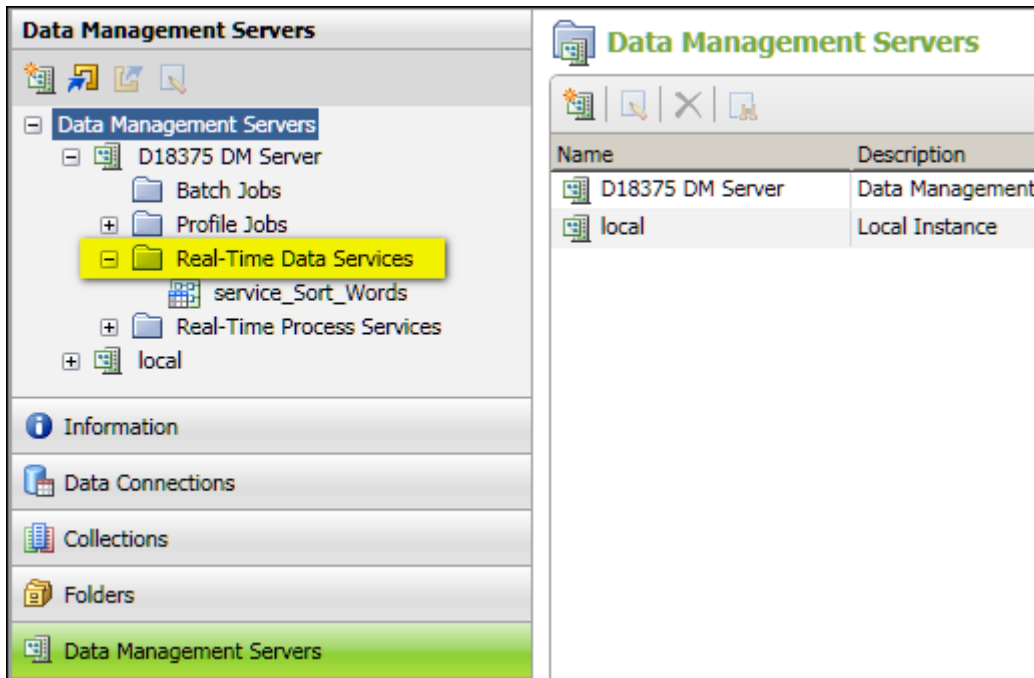 Data Management Servers
Data Management Servers
D18375 DM Server
Batch Jobs
Profile Jobs
Real-Time Data Services
service_Sort_Words
Real-Time Process Services
local
Information
Data Connections
Collections
Folders
Data Management Servers
Data Management Servers
Name Description
D18375 DM Server Data Management
local Local Instance